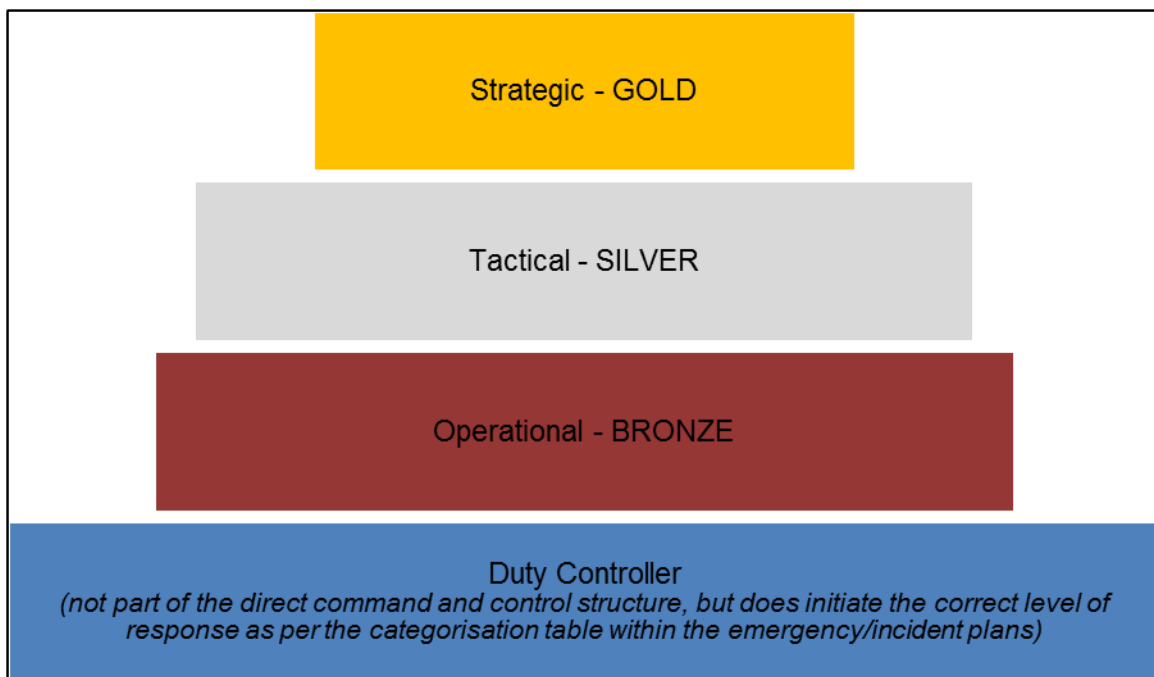 Strategic - GOLD
Tactical - SILVER
Operational - BRONZE
Duty Controller
(not part of the direct command and control structure, but does initiate the correct level of
response as per the categorisation table within the emergency/incident plans)